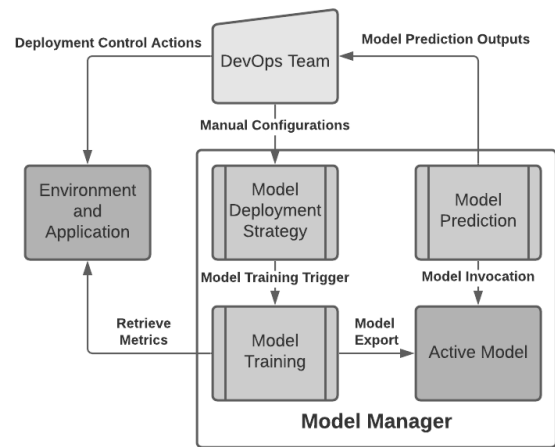 Deployment Control Actions
DevOps Team
Model Prediction Outputs
Manual Configurations
Environment
and
Application
Model
Deployment
Strategy
Model
Prediction
Model Training Trigger
Model Invocation
Retrieve
Metrics
Model
Training
Model
Export
Active Model
Model Manager